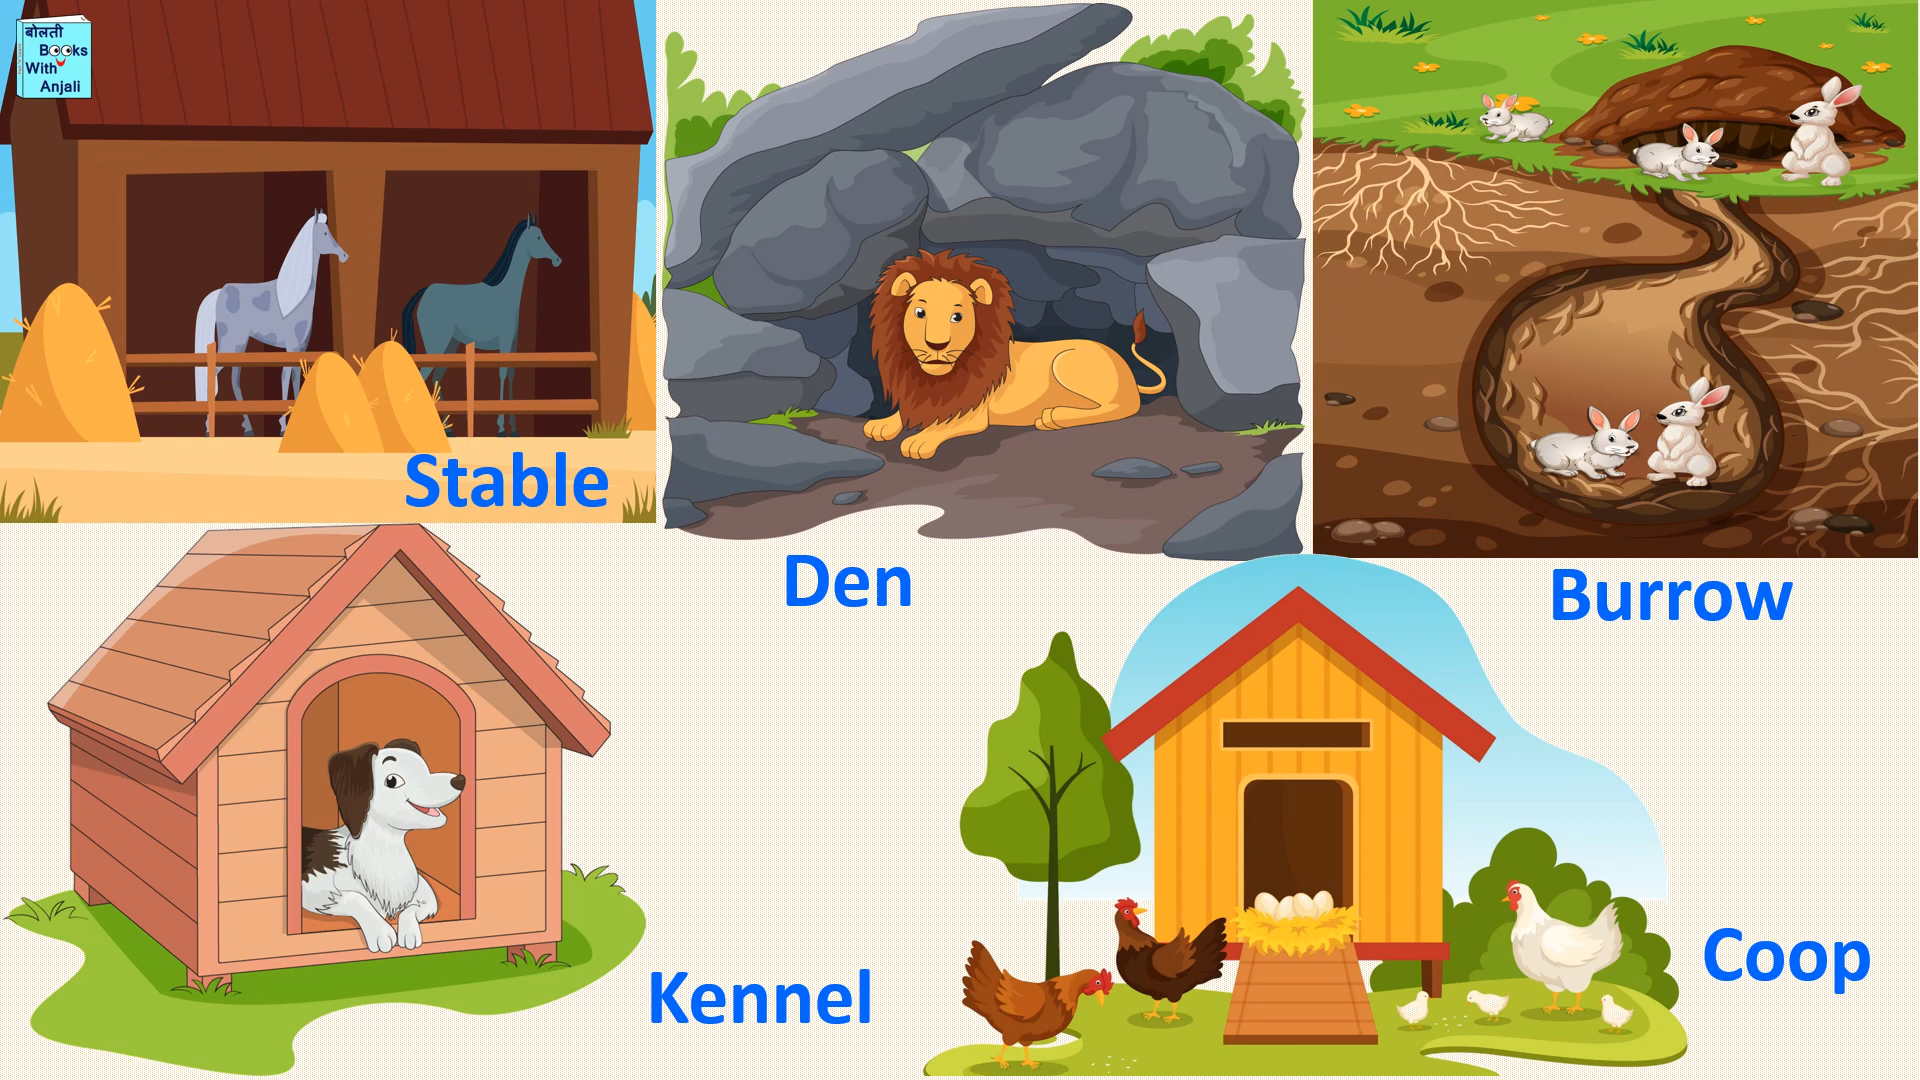 बोलती
Books
With
Anjali
Stable
Den
Burrow
Kennel
Coop